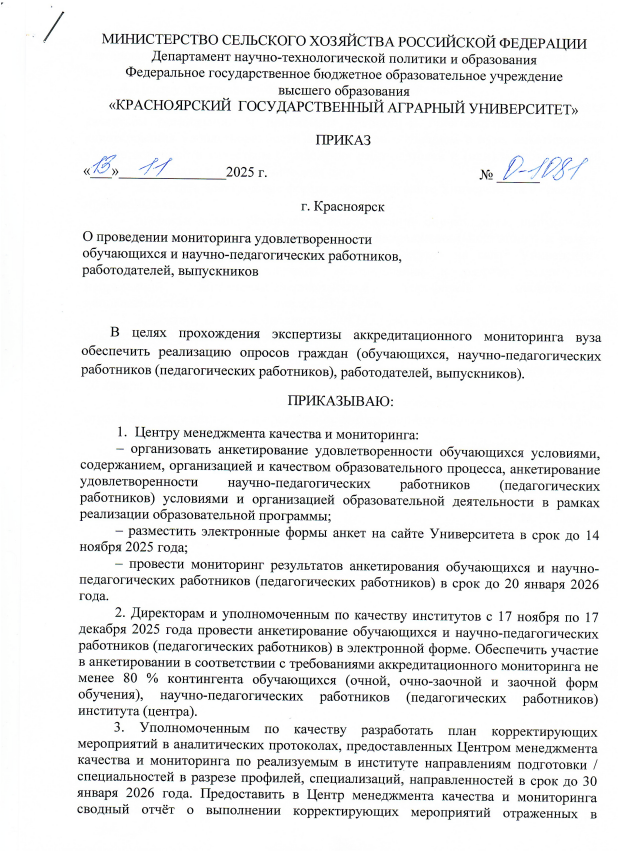 МИНИСТЕРСТВО СЕЛЬСКОГО ХОЗЯЙСТВА РОССИЙСКОЙ ФЕДЕРАЦИИ
Департамент научно-технологической политики и образования
Федеральное государственное бюджетное образовательное учреждение
высшего образования
«КРАСНОЯРСКИЙ ГОСУДАРСТВЕННЫЙ АГРАРНЫЙ УНИВЕРСИТЕТ»
ПРИКАЗ
«13» 11 2025 г. № О-1081
г. Красноярск
О проведении мониторинга удовлетворенности
обучающихся и научно-педагогических работников,
работодателей, выпускников
В целях прохождения экспертизы аккредитационного мониторинга вуза
обеспечить реализацию опросов граждан (обучающихся, научно-педагогических
работников (педагогических работников), работодателей, выпускников).
ПРИКАЗЫВАЮ:
1. Центру менеджмента качества и мониторинга:
– организовать анкетирование удовлетворенности обучающихся условиями,
содержанием, организацией и качеством образовательного процесса, анкетирование
удовлетворенности научно-педагогических работников (педагогических
работников) условиями и организацией образовательной деятельности в рамках
реализации образовательной программы;
– разместить электронные формы анкет на сайте Университета в срок до 14
ноября 2025 года;
– провести мониторинг результатов анкетирования обучающихся и научно-
педагогических работников (педагогических работников) в срок до 20 января 2026
года.
2. Директорам и уполномоченным по качеству институтов с 17 ноября по 17
декабря 2025 года провести анкетирование обучающихся и научно-педагогических
работников (педагогических работников) в электронной форме. Обеспечить участие
в анкетировании в соответствии с требованиями аккредитационного мониторинга не
менее 80 % контингента обучающихся (очной, очно-заочной и заочной форм
обучения), научно-педагогических работников (педагогических работников)
института (центра).
3. Уполномоченным по качеству разработать план корректирующих
мероприятий в аналитических протоколах, предоставленных Центром менеджмента
качества и мониторинга по реализуемым в институте направлениям подготовки /
специальностей в разрезе профилей, специализаций, направленностей в срок до 30
января 2026 года. Предоставить в Центр менеджмента качества и мониторинга
сводный отчёт о выполнении корректирующих мероприятий отраженных в